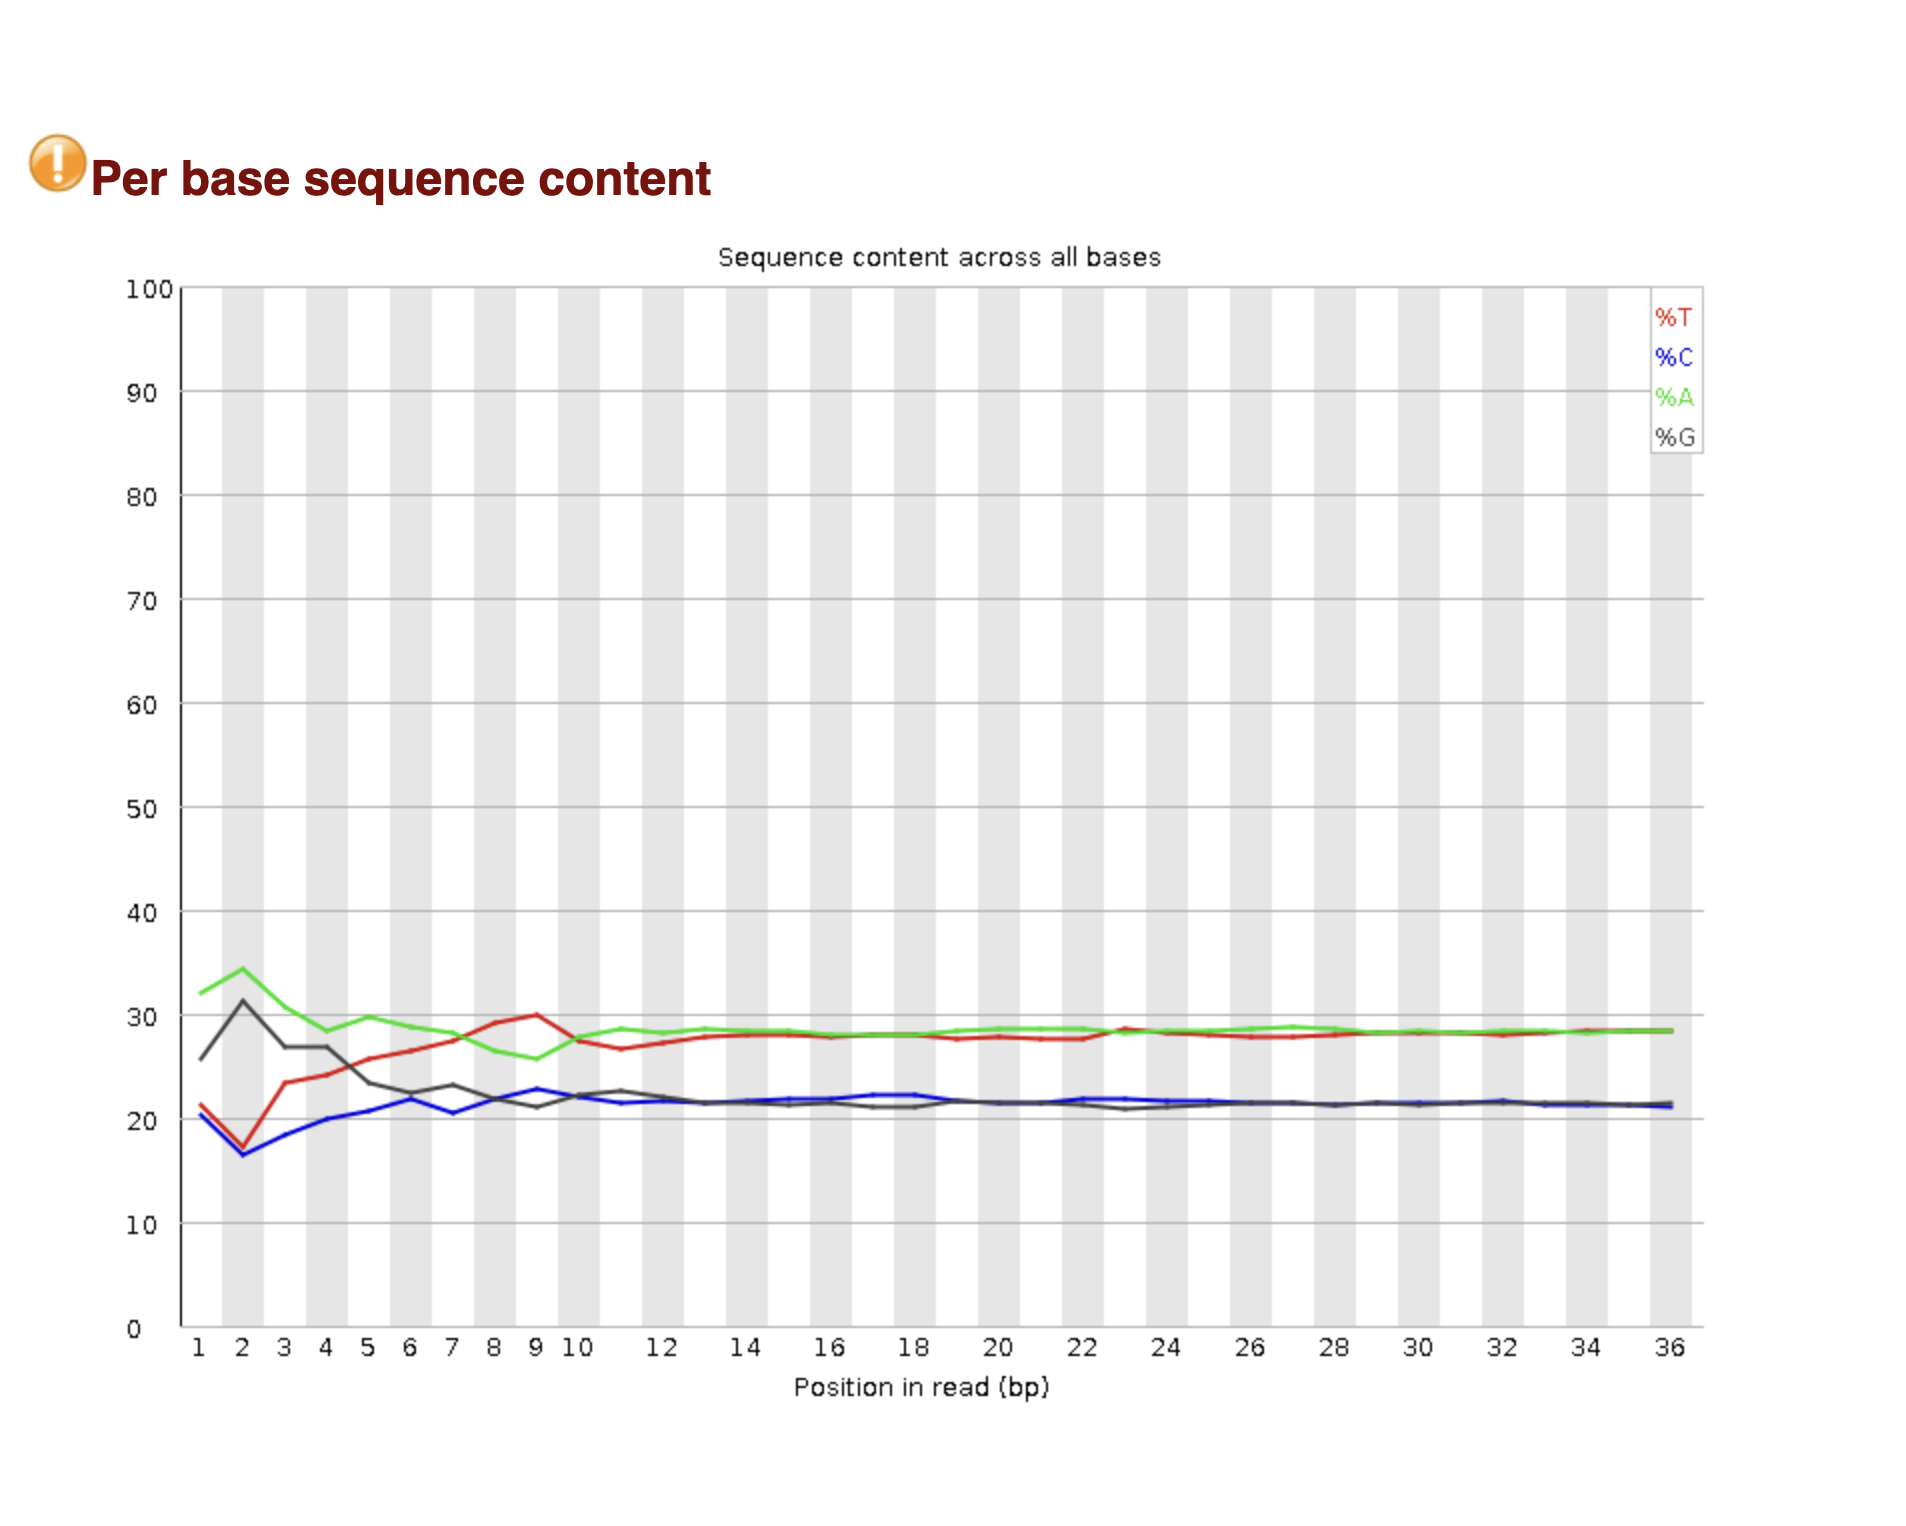 Per base sequence content
Sequence content across all bases
100
90
80
70
60
50
40
30
20
10
0
%T
%C
%A
%G
1 2 3 4 5 6 7 8 9 10 12 14 16 18 20 22 24 26 28 30 32 34 36
Position in read (bp)